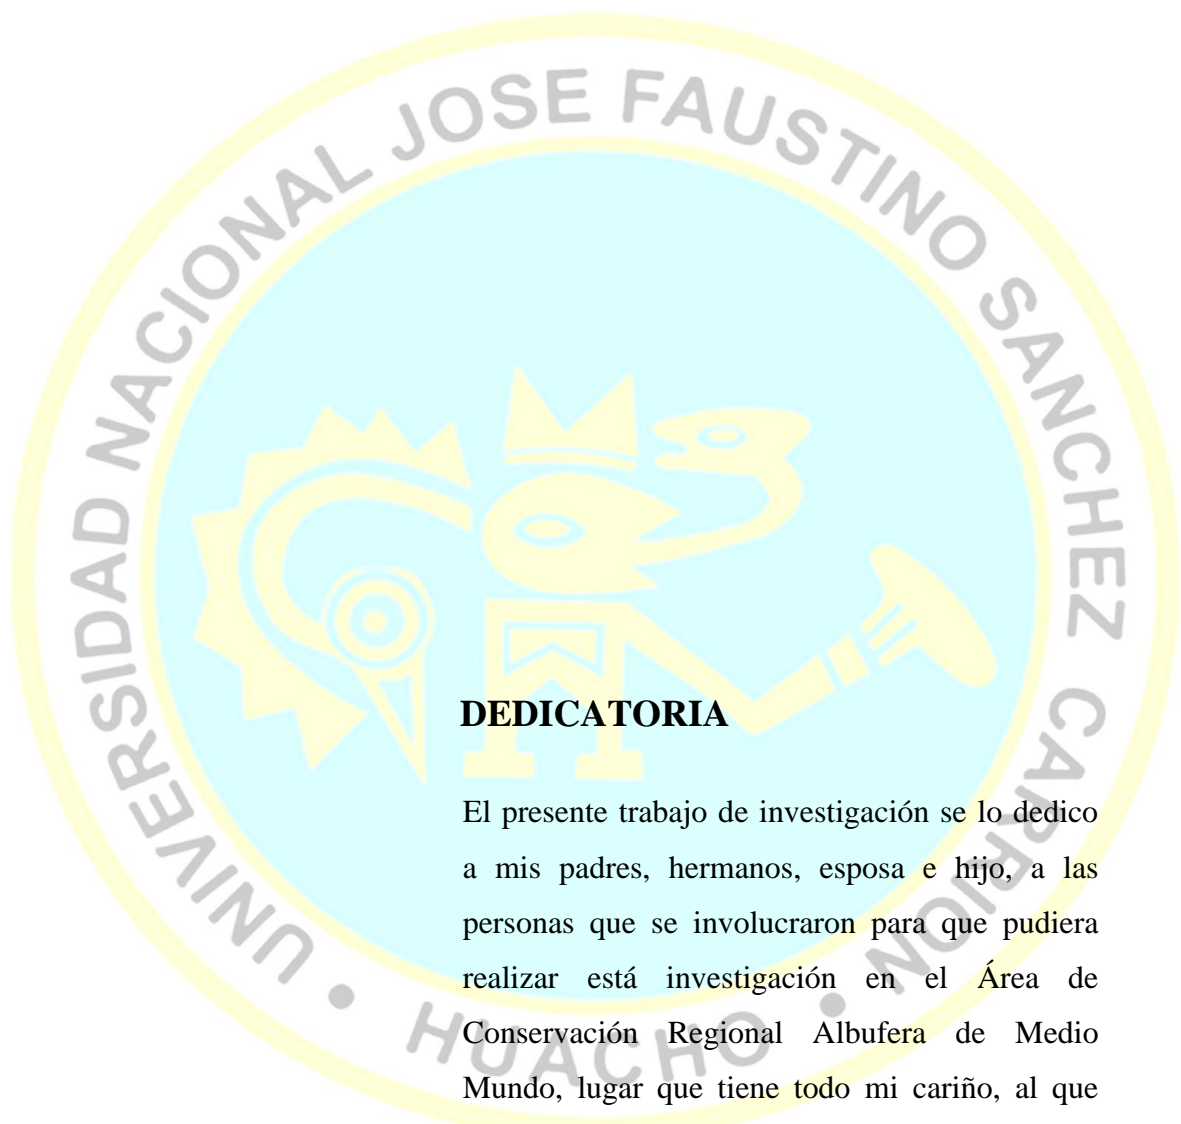 UNIVERSIDAD NACIONAL JOSE FAUSTINO SANCHEZ CARRION • HUACHO •
DEDICATORIA
El presente trabajo de investigación se lo dedico
a mis padres, hermanos, esposa e hijo, a las
personas que se involucraron para que pudiera
realizar está investigación en el Área de
Conservación Regional Albufera de Medio
Mundo, lugar que tiene todo mi cariño, al que